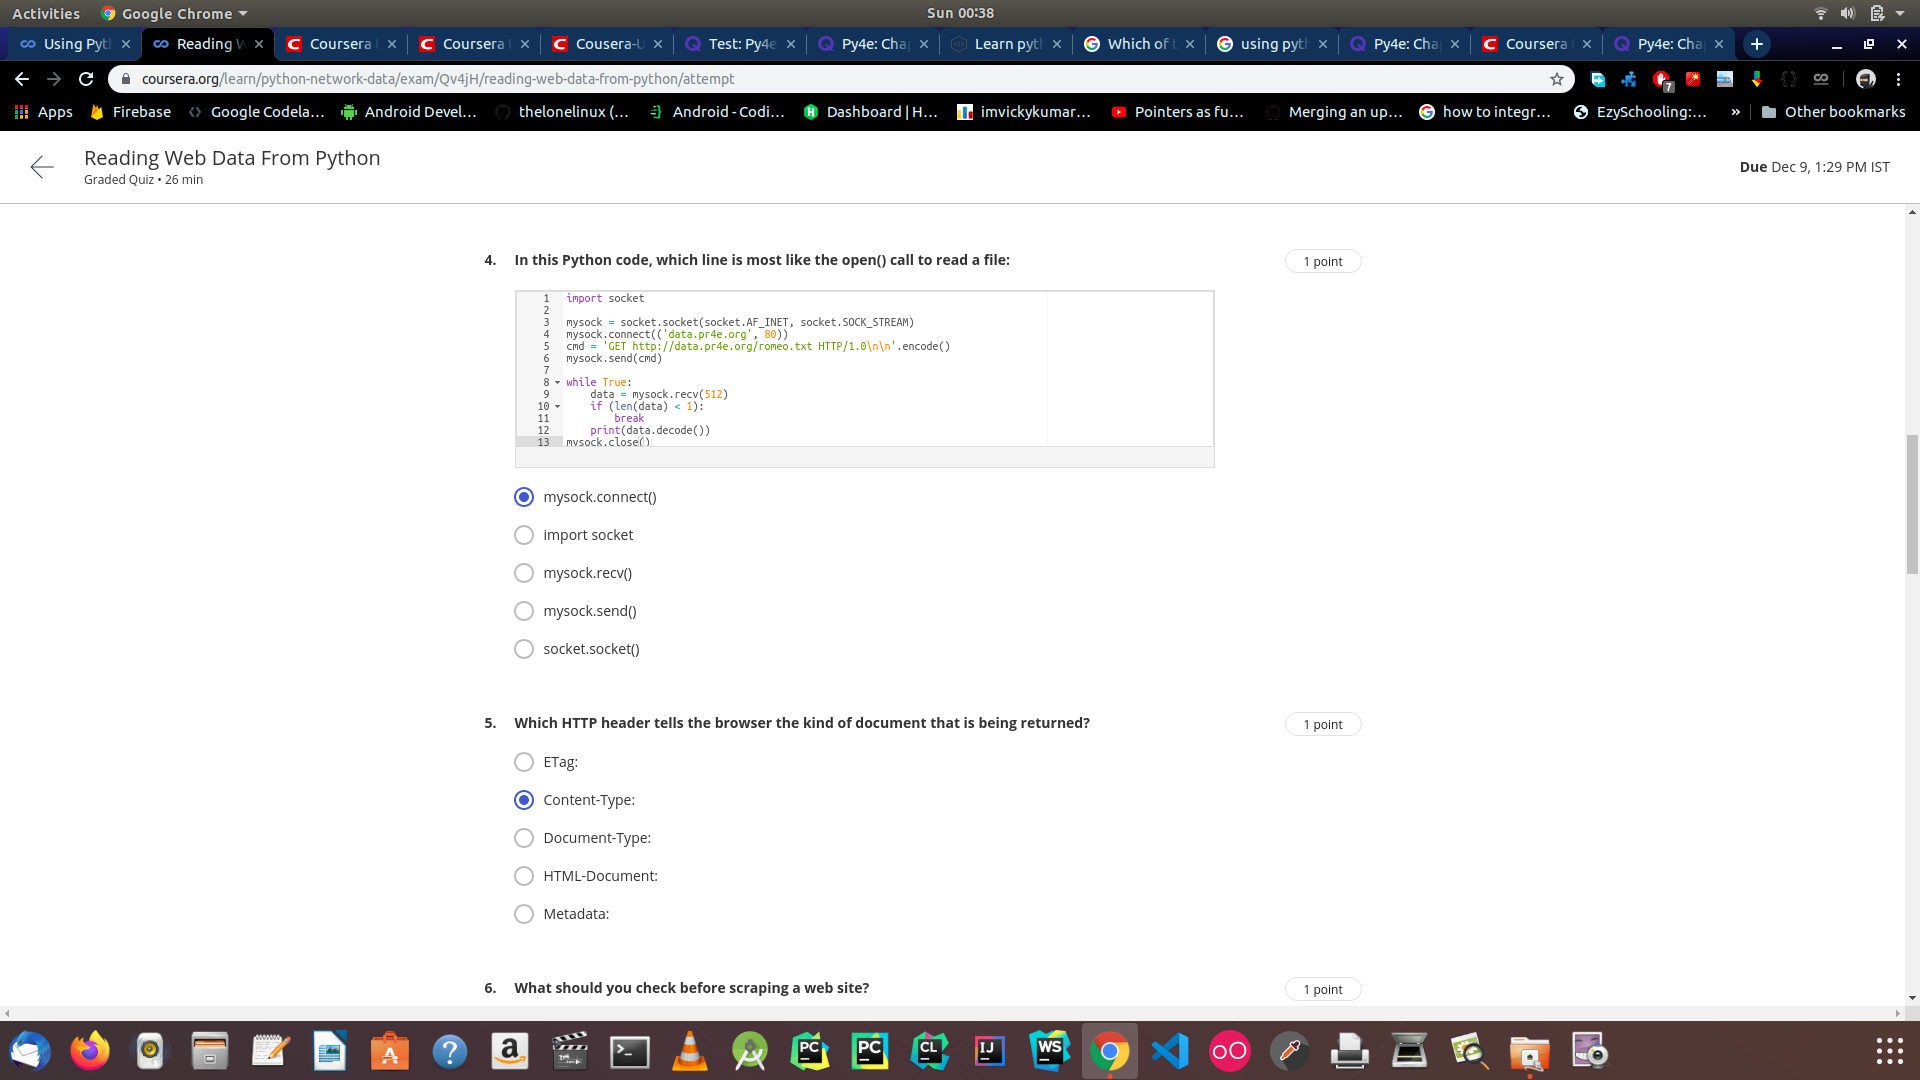 Activities Google Chrome Sun 00:38
Using Pyt Reading W Coursera Coursera Cousera-U Test: Py4e Py4e: Cha Learn pyt Which of using pyt Py4e: Cha Coursera Py4e: Cha
coursera.org/learn/python-network-data/exam/Qv4jH/reading-web-data-from-python/attempt
7
Apps Firebase Google Codela... Android Devel... thelonelinux (... Android - Codi... Dashboard | H... imvickykumar... Pointers as fu... Merging an up... how to integr... EzySchooling:... » Other bookmarks
Reading Web Data From Python
Graded Quiz • 26 min
Due Dec 9, 1:29 PM IST
4. In this Python code, which line is most like the open() call to read a file:
1 point
1 import socket
2
3 mysock = socket.socket(socket.AF_INET, socket.SOCK_STREAM)
4 mysock.connect(('data.pr4e.org', 80))
5 cmd = 'GET http://data.pr4e.org/romeo.txt HTTP/1.0\n\n'.encode()
6 mysock.send(cmd)
7
8 while True:
9 data = mysock.recv(512)
10 if (len(data) < 1):
11 break
12 print(data.decode())
13 mysock.close()
mysock.connect()
import socket
mysock.recv()
mysock.send()
socket.socket()
5. Which HTTP header tells the browser the kind of document that is being returned?
1 point
ETag:
Content-Type:
Document-Type:
HTML-Document:
Metadata:
6. What should you check before scraping a web site?
1 point